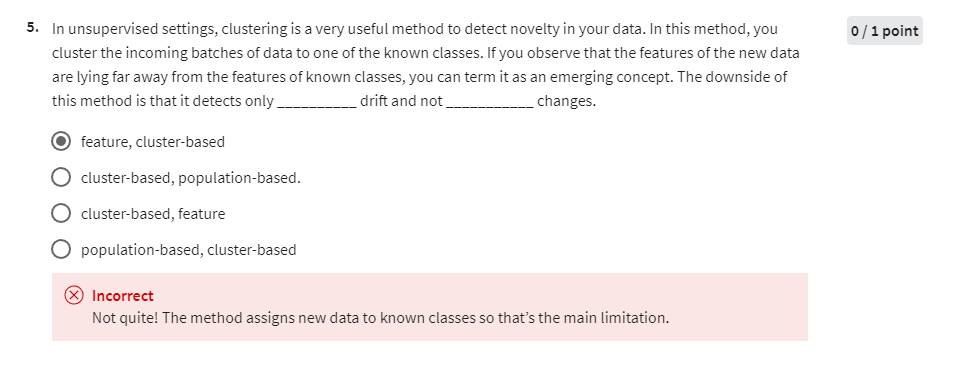 5. In unsupervised settings, clustering is a very useful method to detect novelty in your data. In this method, you
0 / 1 point
cluster the incoming batches of data to one of the known classes. If you observe that the features of the new data
are lying far away from the features of known classes, you can term it as an emerging concept. The downside of
this method is that it detects only __________ drift and not ___________ changes.
feature, cluster-based
cluster-based, population-based.
cluster-based, feature
population-based, cluster-based
Incorrect
Not quite! The method assigns new data to known classes so that’s the main limitation.